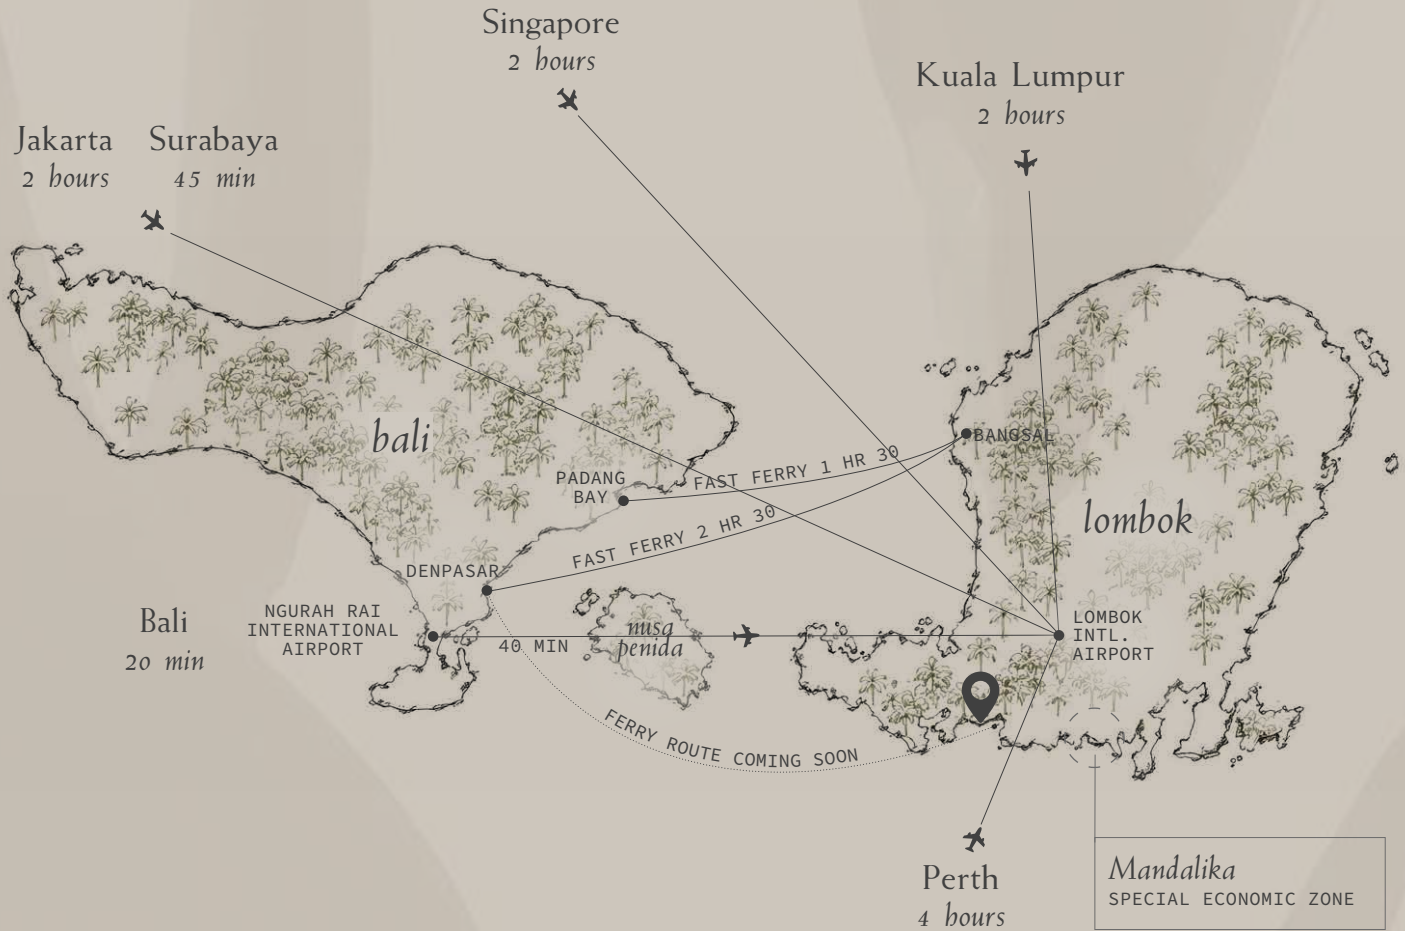 Singapore
2 hours
Kuala Lumpur
2 hours
Jakarta
2 hours
Surabaya
45 min
bali
BANGSAL
FAST FERRY 1 HR 30
PADANG
BAY
lombok
FAST FERRY 2 HR 30
DENPASAR
Bali
20 min
NGURAH RAI
INTERNATIONAL
AIRPORT
40 MIN
nusa
penida
LOMBOK
INTL.
AIRPORT
FERRY ROUTE COMING SOON
Perth
4 hours
Mandalika
SPECIAL ECONOMIC ZONE